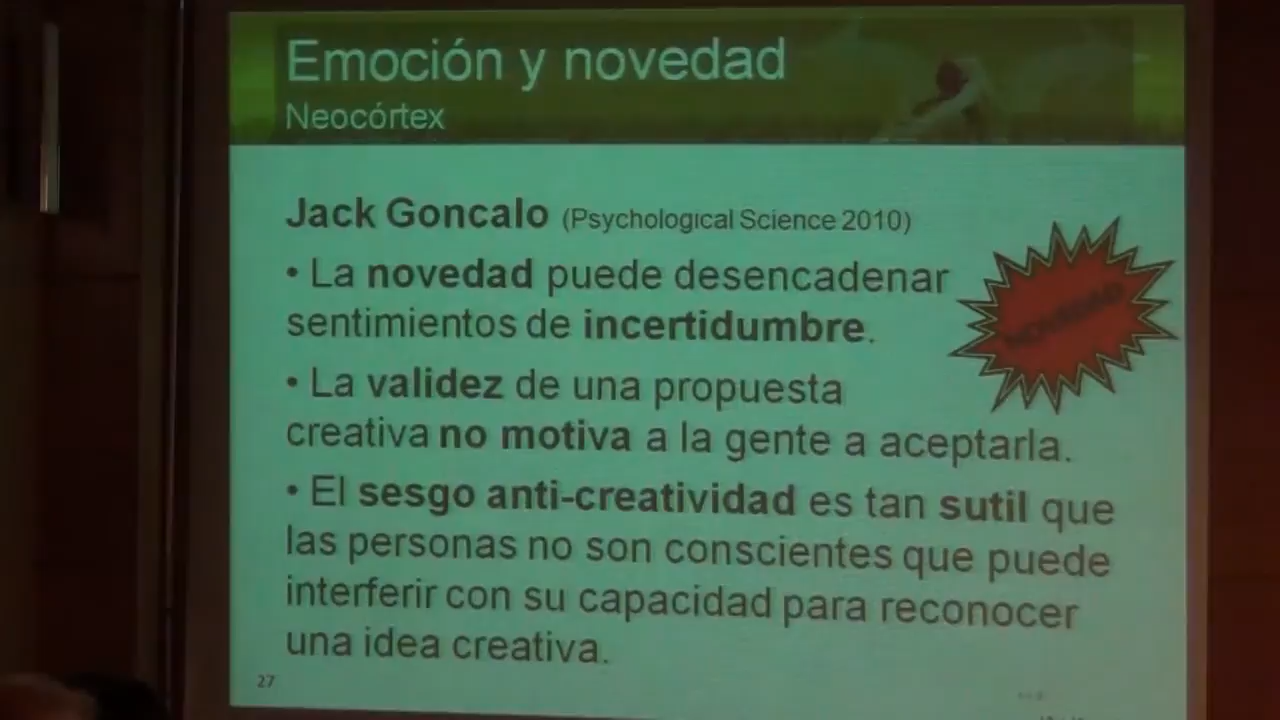 Emoción y novedad
Neocórtex
Jack Goncalo (Psychological Science 2010)
• La novedad puede desencadenar
sentimientos de incertidumbre.
• La validez de una propuesta
creativa no motiva a la gente a aceptarla.
• El sesgo anti-creatividad es tan sutil que
las personas no son conscientes que puede
interferir con su capacidad para reconocer
una idea creativa.
27